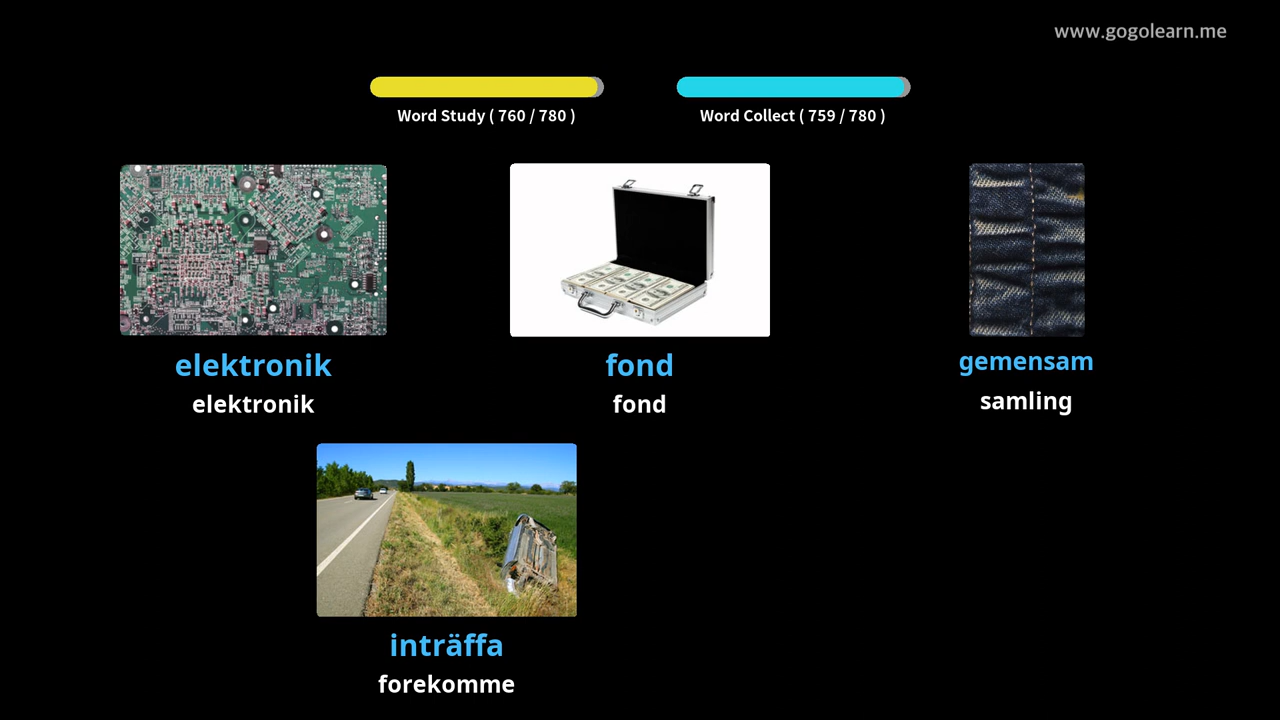 www.gogolearn.me
Word Study ( 760 / 780 )
Word Collect ( 759 / 780 )
elektronik
elektronik
fond
fond
gemensam
samling
inträffa
forekomme